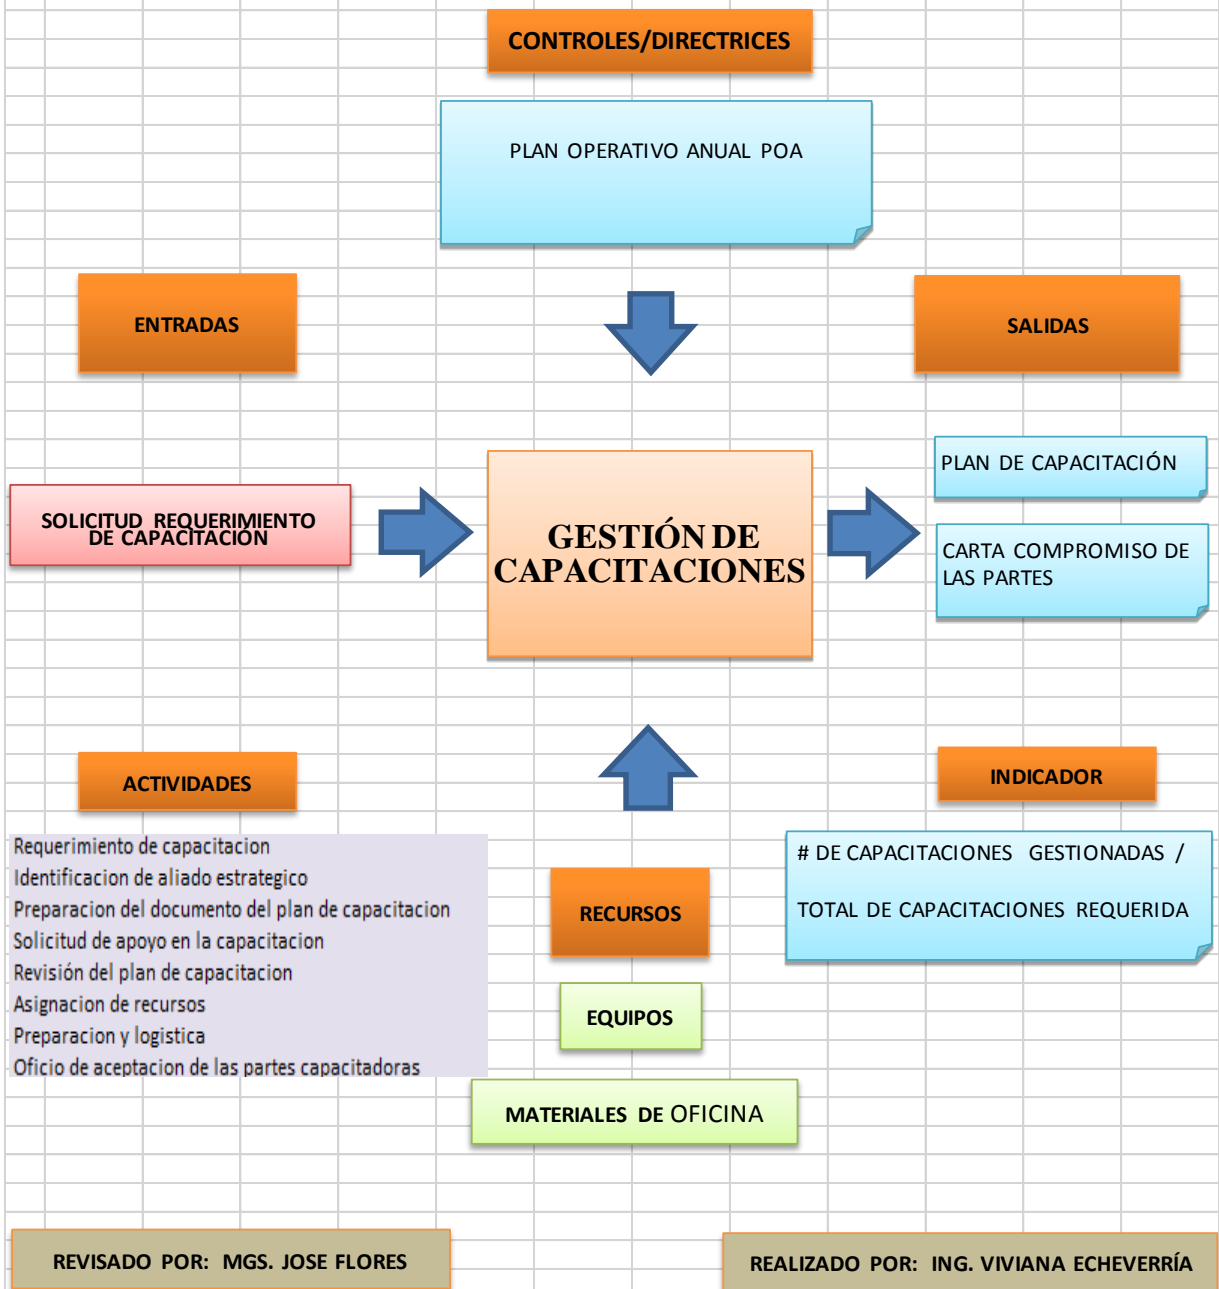 CONTROLES/DIRECTRICES
PLAN OPERATIVO ANUAL POA
ENTRADAS
SALIDAS
SOLICITUD REQUERIMIENTO
DE CAPACITACIÓN
GESTIÓN DE
CAPACITACIONES
PLAN DE CAPACITACIÓN
CARTA COMPROMISO DE
LAS PARTES
ACTIVIDADES
Requerimiento de capacitacion
Identificacion de aliado estrategico
Preparacion del documento del plan de capacitacion
Solicitud de apoyo en la capacitacion
Revisión del plan de capacitacion
Asignacion de recursos
Preparacion y logistica
Oficio de aceptacion de las partes capacitadoras
RECURSOS
EQUIPOS
MATERIALES DE OFICINA
INDICADOR
# DE CAPACITACIONES GESTIONADAS /
TOTAL DE CAPACITACIONES REQUERIDA
REVISADO POR: MGS. JOSE FLORES
REALIZADO POR: ING. VIVIANA ECHEVERRÍA